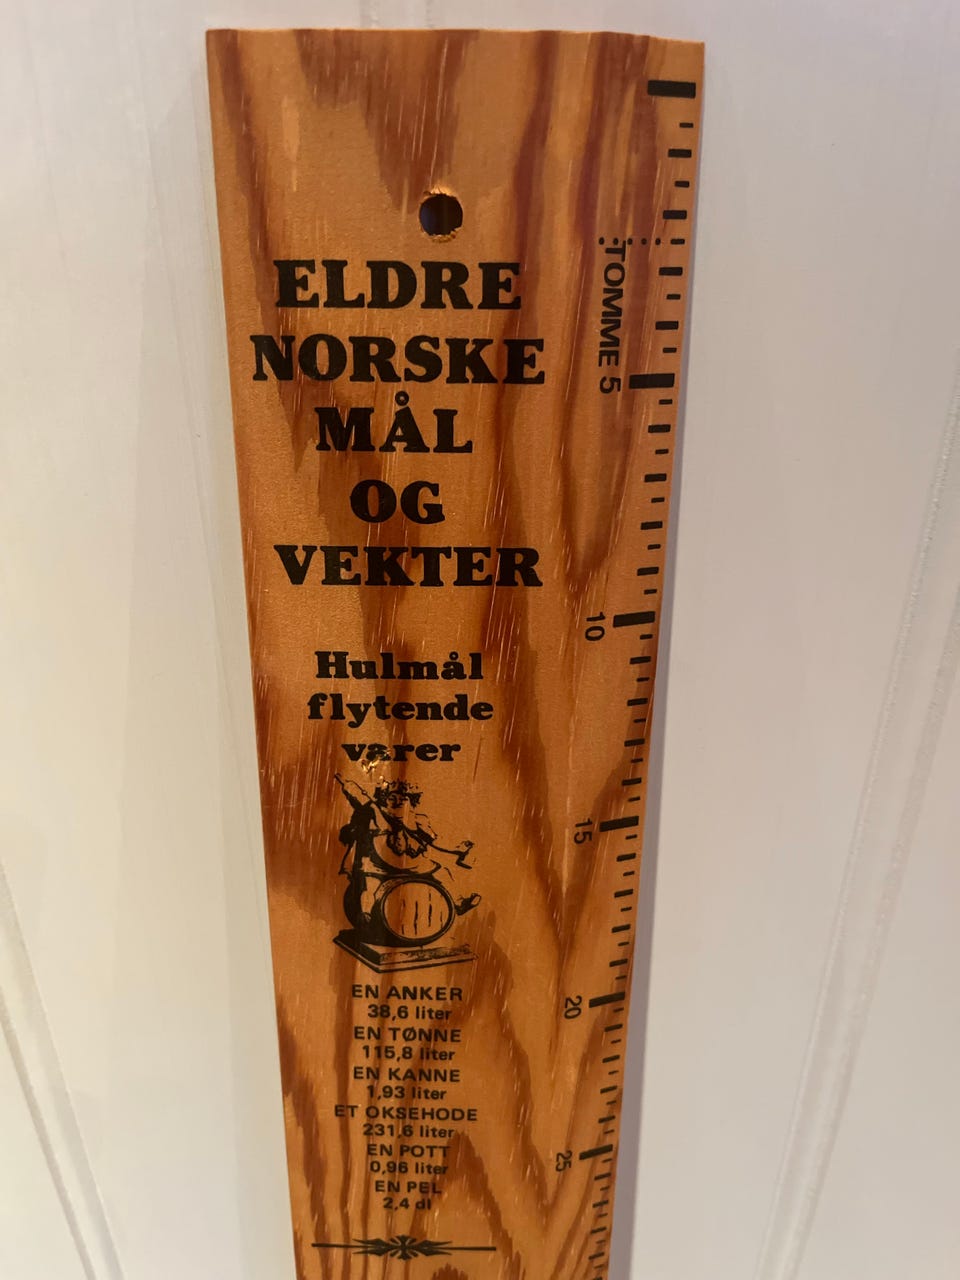 ELDRE
NORSKE
MÅL
OG
VEKTER
Hulmål
flytende
varer
EN ANKER
38,6 liter
EN TØNNE
115,8 liter
EN KANNE
1,93 liter
ET OKSEHODE
231,6 liter
EN POTT
0,96 liter
EN PEL
2,4 dl
TOMME 5
10
15
20
25